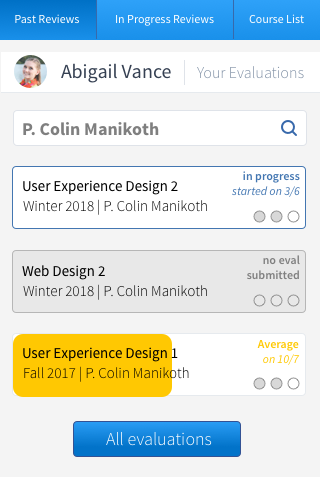 Past Reviews
In Progress Reviews
Course List
Abigail Vance
Your Evaluations
P. Colin Manikoth
User Experience Design 2
Winter 2018 | P. Colin Manikoth
in progress
started on 3/6
Web Design 2
Winter 2018 | P. Colin Manikoth
no eval
submitted
User Experience Design 1
Fall 2017 | P. Colin Manikoth
Average
on 10/7
All evaluations